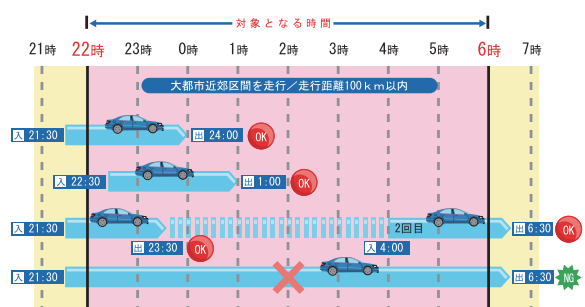 対象となる時間
21時 22時 23時 0時 1時 2時 3時 4時 5時 6時 7時
大都市近郊区間を走行／走行距離100km以内
入 21:30 出 24:00 OK
入 22:30 出 1:00 OK
入 21:30 2回目 出 6:30 OK
出 23:30 OK 入 4:00
入 21:30 出 6:30 NG